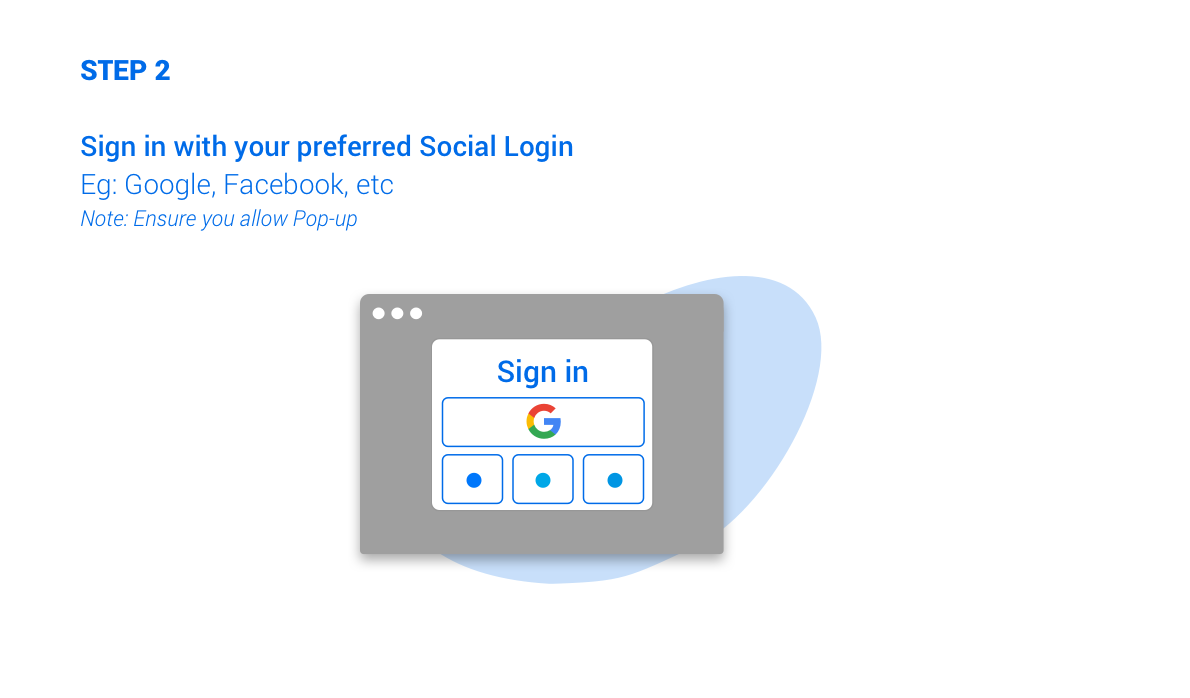 STEP 2
Sign in with your preferred Social Login
Eg: Google, Facebook, etc
Note: Ensure you allow Pop-up
Sign in